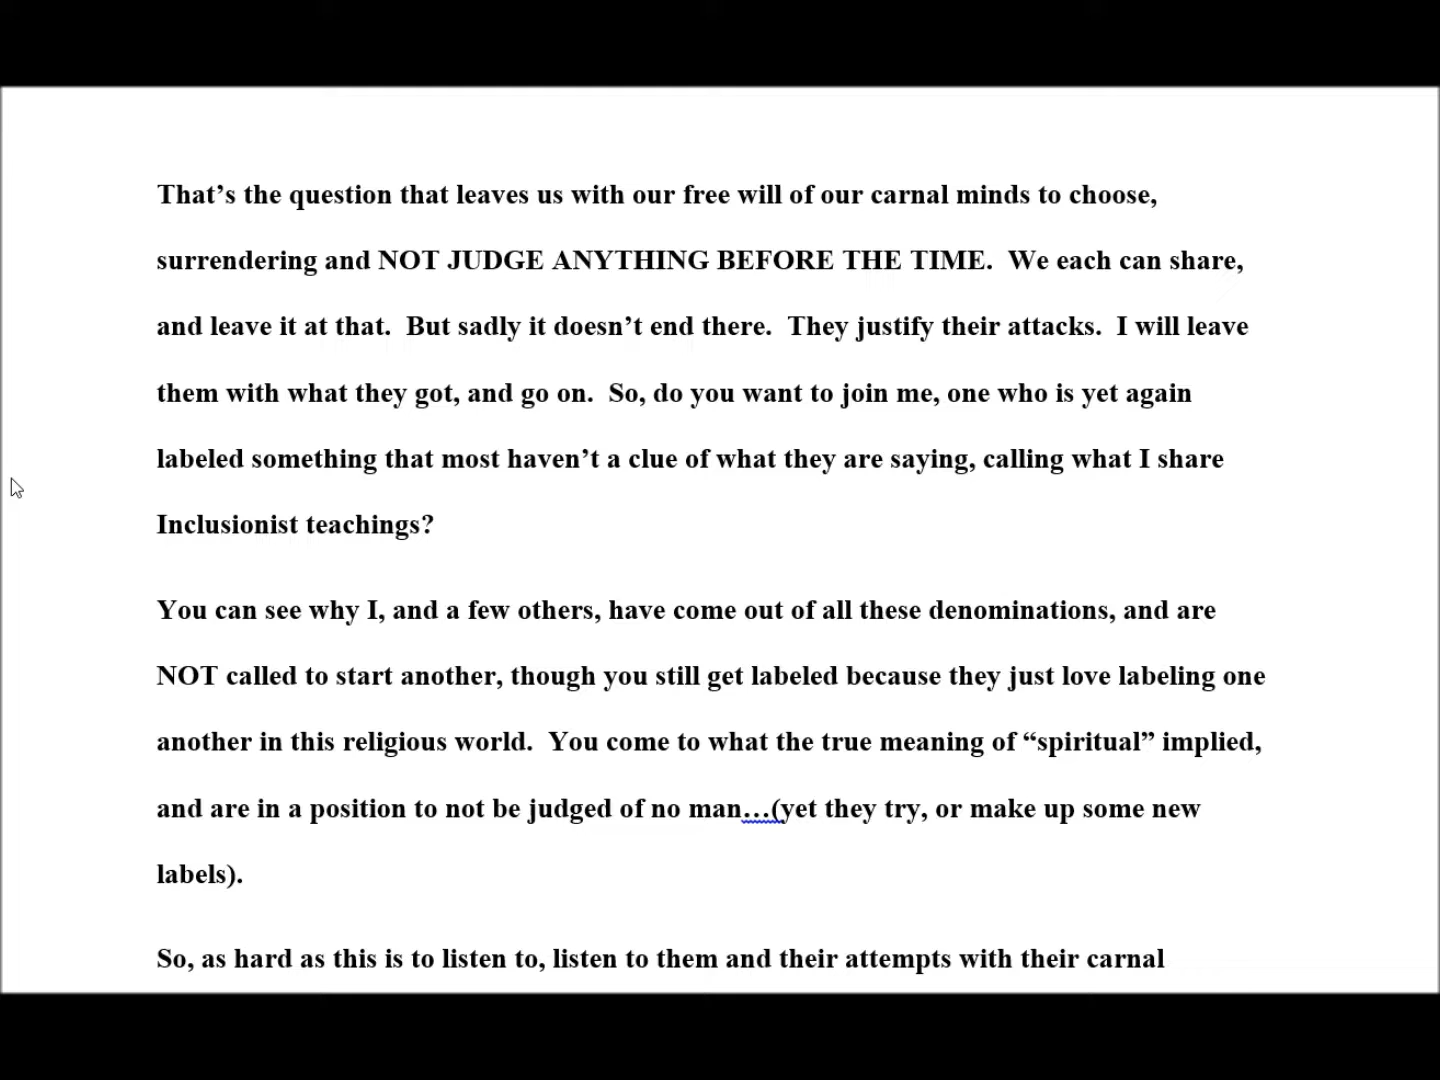 That’s the question that leaves us with our free will of our carnal minds to choose,
surrendering and NOT JUDGE ANYTHING BEFORE THE TIME.  We each can share,
and leave it at that.  But sadly it doesn’t end there.  They justify their attacks.  I will leave
them with what they got, and go on.  So, do you want to join me, one who is yet again
labeled something that most haven’t a clue of what they are saying, calling what I share
Inclusionist teachings?
You can see why I, and a few others, have come out of all these denominations, and are
NOT called to start another, though you still get labeled because they just love labeling one
another in this religious world.  You come to what the true meaning of “spiritual” implied,
and are in a position to not be judged of no man…(yet they try, or make up some new
labels).
So, as hard as this is to listen to, listen to them and their attempts with their carnal